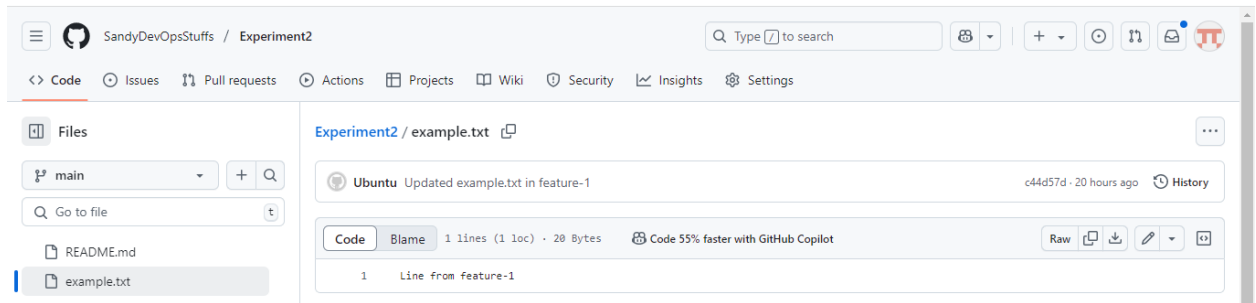 SandyDevOpsStuffs / Experiment2
Type / to search
Code Issues Pull requests Actions Projects Wiki Security Insights Settings
Files
main
Go to file t
README.md
example.txt
Experiment2 / example.txt
Ubuntu Updated example.txt in feature-1 c44d57d · 20 hours ago History
Code Blame 1 lines (1 loc) · 20 Bytes Code 55% faster with GitHub Copilot Raw
1 Line from feature-1